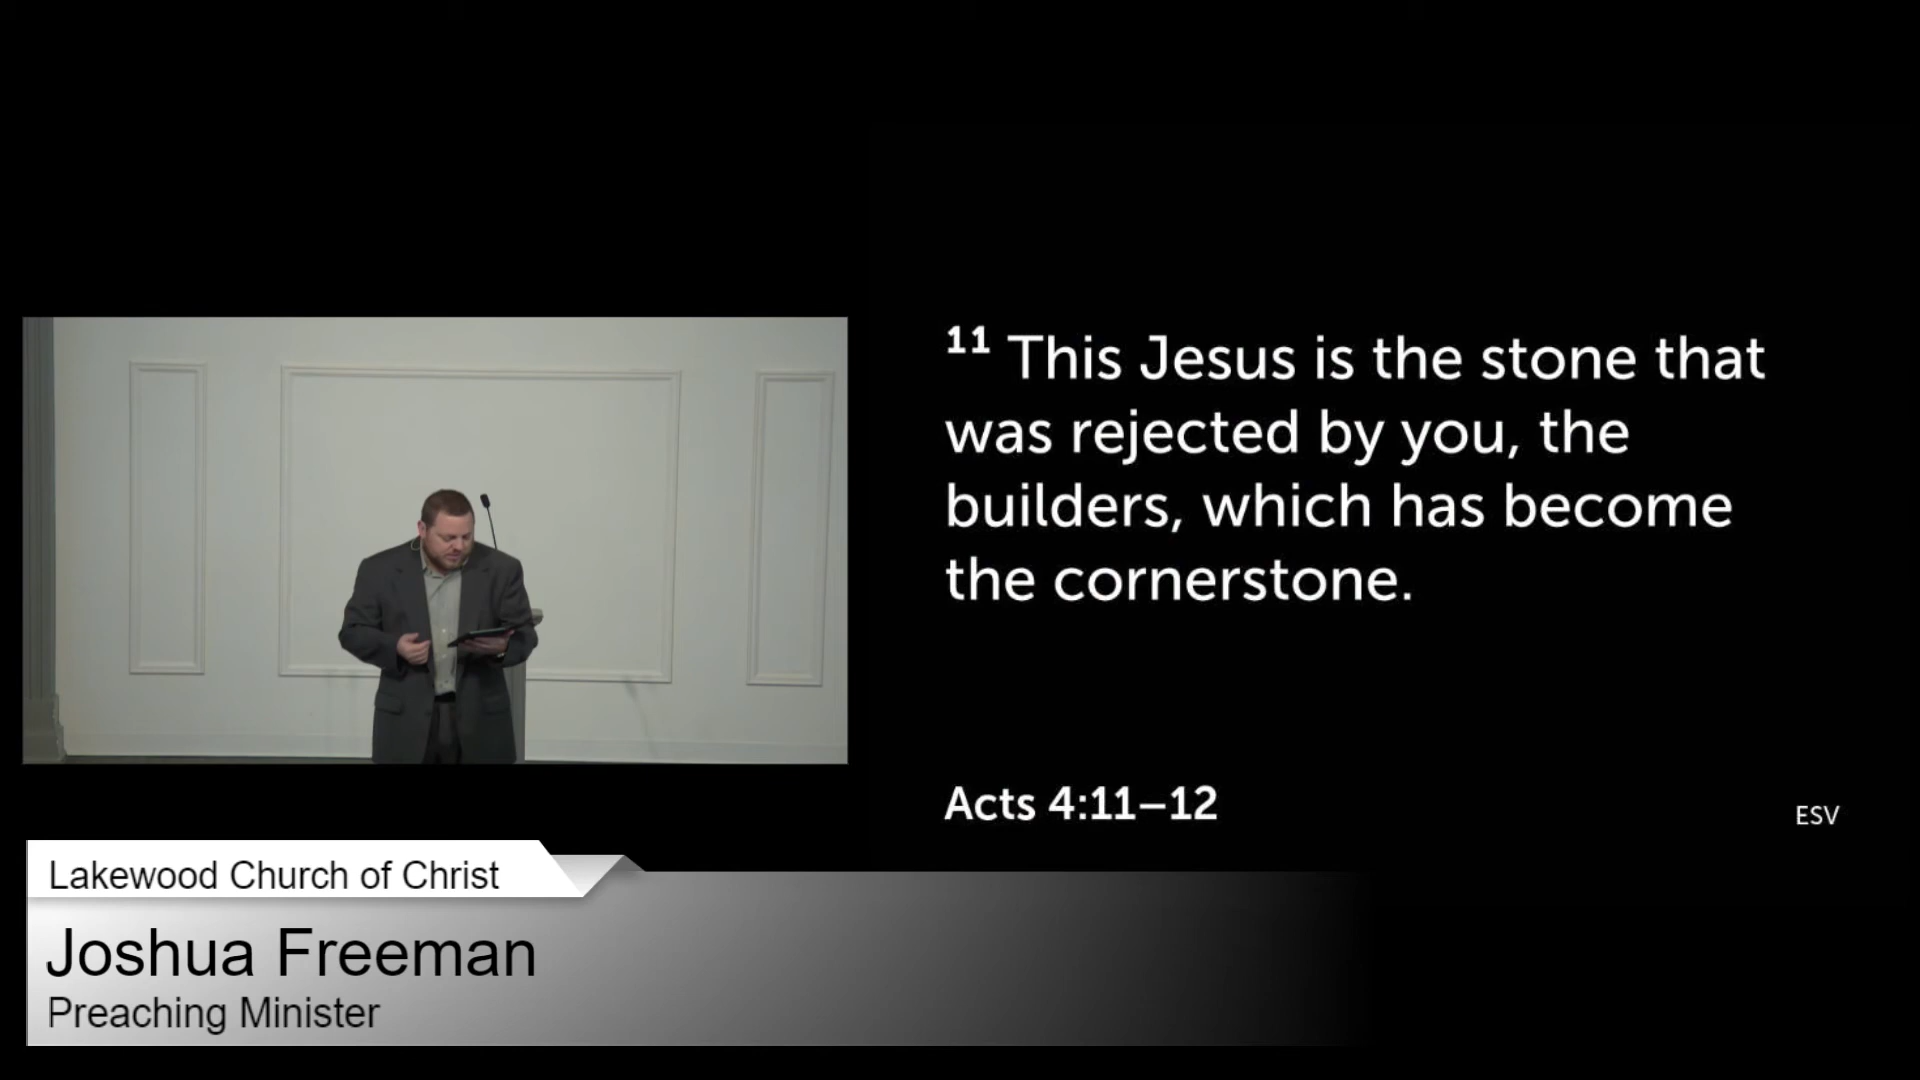 11 This Jesus is the stone that
was rejected by you, the
builders, which has become
the cornerstone.
Acts 4:11–12
ESV
Lakewood Church of Christ
Joshua Freeman
Preaching Minister